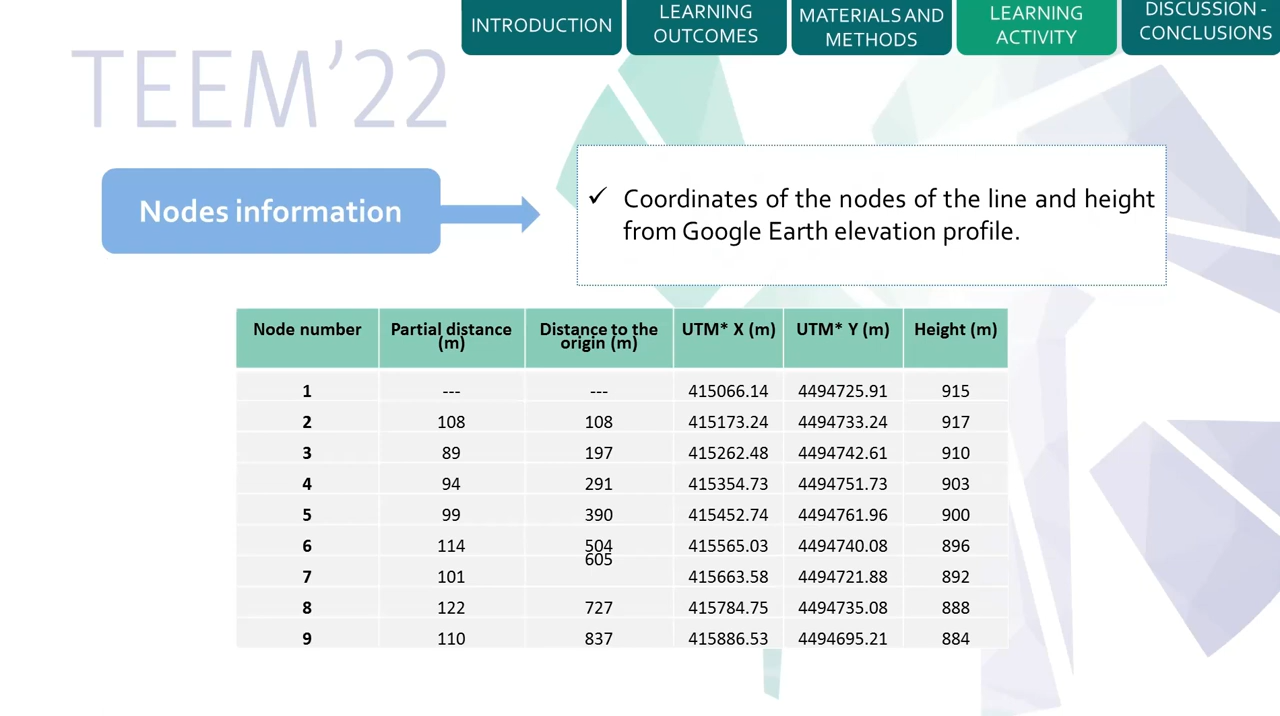 INTRODUCTION
LEARNING
OUTCOMES
MATERIALS AND
METHODS
LEARNING
ACTIVITY
DISCUSSION -
CONCLUSIONS
TEEM'22
Nodes information
✓ Coordinates of the nodes of the line and height
from Google Earth elevation profile.
Node number Partial distance (m) Distance to the origin (m) UTM* X (m) UTM* Y (m) Height (m)
1 --- --- 415066.14 4494725.91 915
2 108 108 415173.24 4494733.24 917
3 89 197 415262.48 4494742.61 910
4 94 291 415354.73 4494751.73 903
5 99 390 415452.74 4494761.96 900
6 114 504 415565.03 4494740.08 896
7 101 605 415663.58 4494721.88 892
8 122 727 415784.75 4494735.08 888
9 110 837 415886.53 4494695.21 884